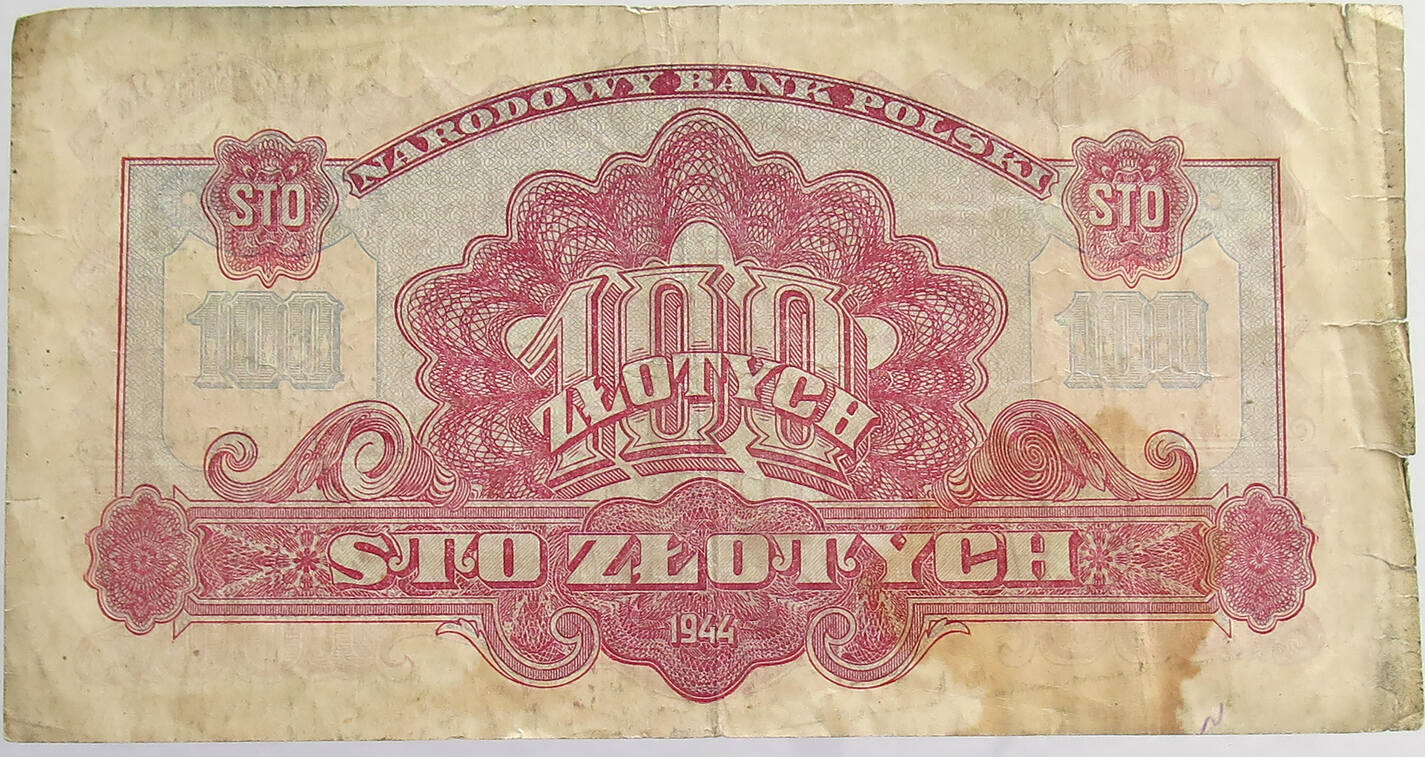 NARODOWY BANK POLSKI
STO
STO
100
100
100
ZŁOTYCH
STO ZŁOTYCH
1944